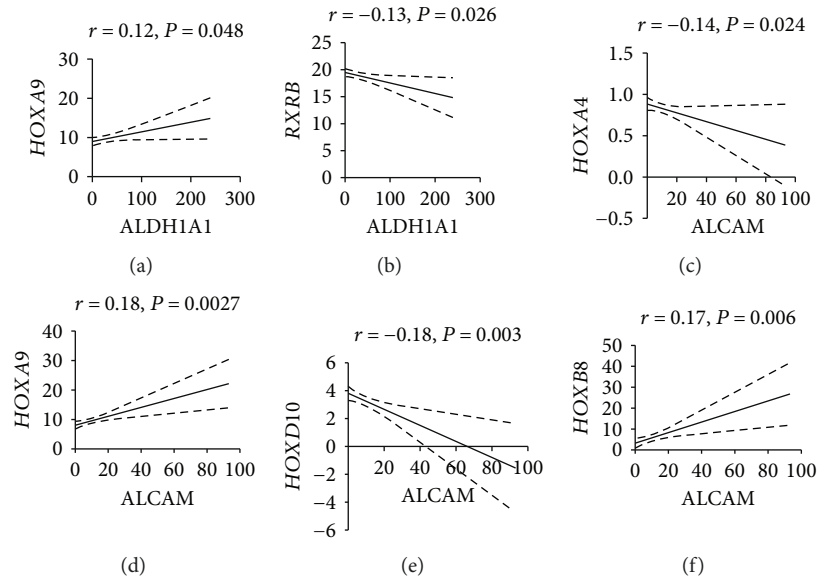 r = 0.12, P = 0.048
HOXA9
30
20
10
0
0 100 200 300
ALDH1A1
(a)
r = −0.13, P = 0.026
RXRB
25
20
15
10
5
0
0 100 200 300
ALDH1A1
(b)
r = −0.14, P = 0.024
HOXA4
1.5
1.0
0.5
0.0
−0.5
20 40 60 80 100
ALCAM
(c)
r = 0.18, P = 0.0027
HOXA9
40
30
20
10
0
0 20 40 60 80 100
ALCAM
(d)
r = −0.18, P = 0.003
HOXD10
6
4
2
0
−2
−4
−6
0 20 40 60 80 100
ALCAM
(e)
r = 0.17, P = 0.006
HOXB8
50
40
30
20
10
0
0 20 40 60 80 100
ALCAM
(f)